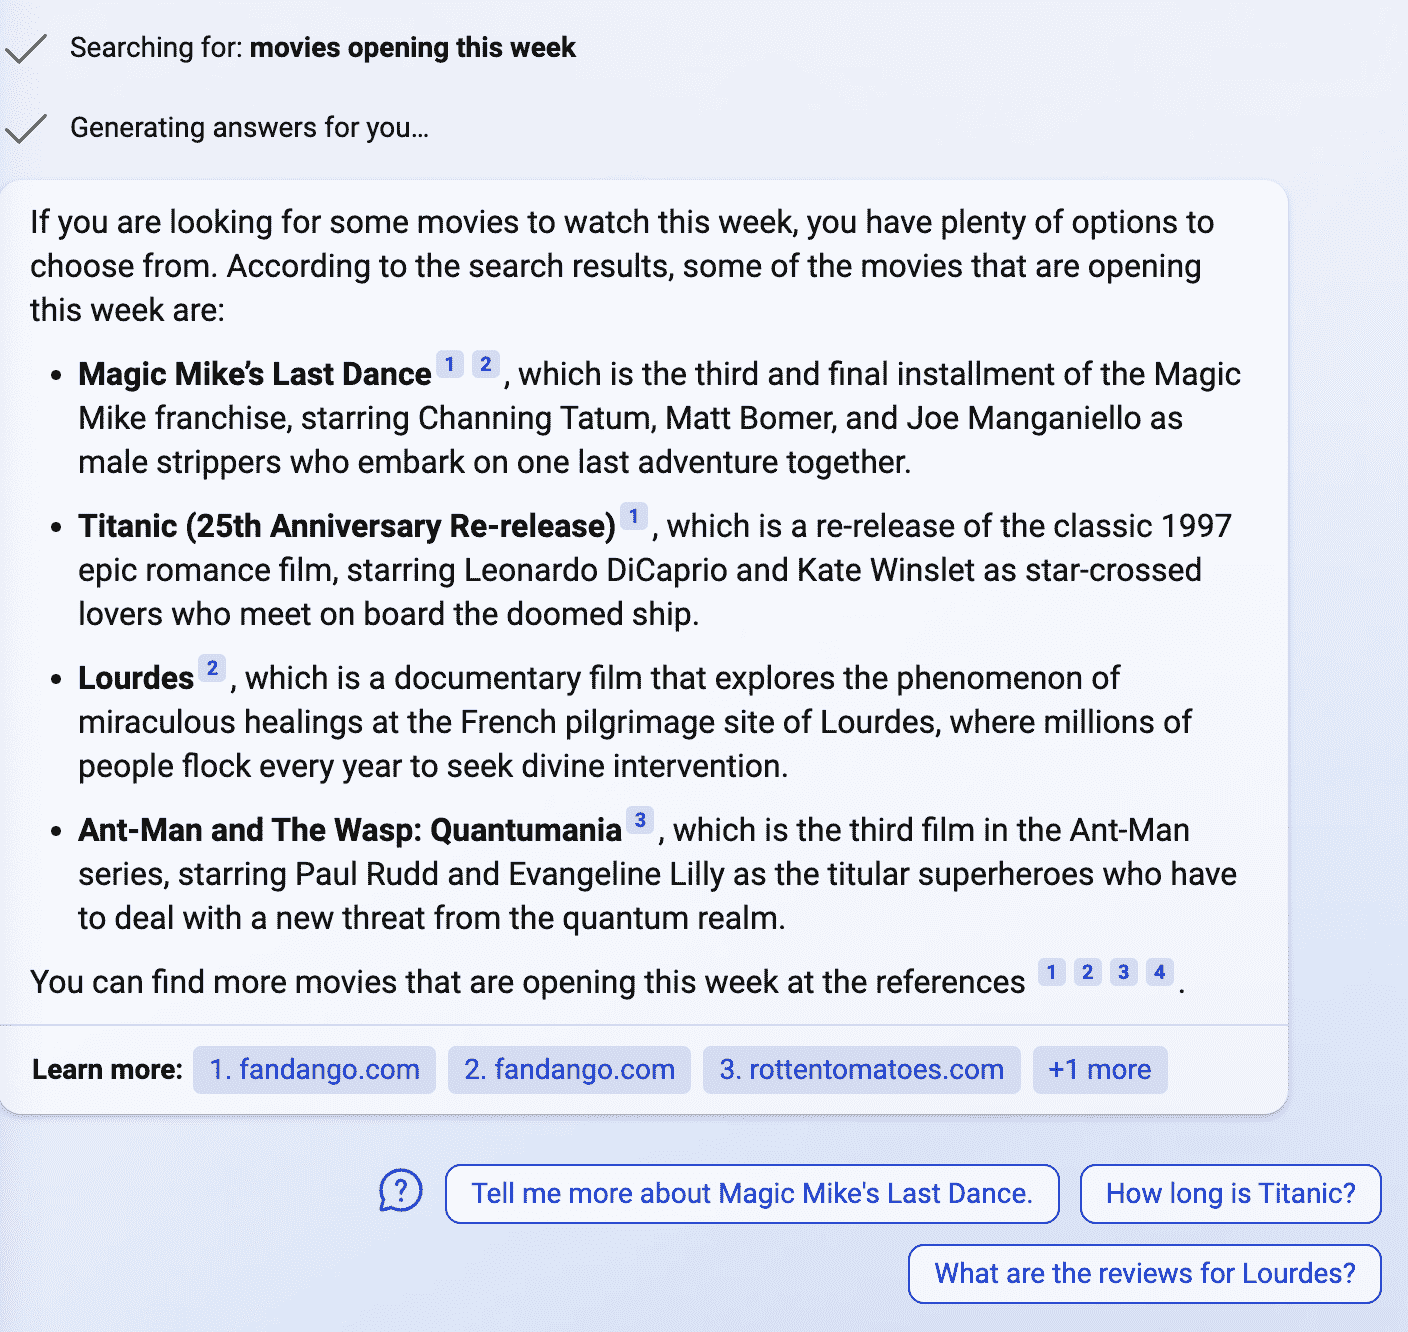 Searching for: movies opening this week
Generating answers for you…
If you are looking for some movies to watch this week, you have plenty of options to
choose from. According to the search results, some of the movies that are opening
this week are:
• Magic Mike’s Last Dance 1 2 , which is the third and final installment of the Magic
Mike franchise, starring Channing Tatum, Matt Bomer, and Joe Manganiello as
male strippers who embark on one last adventure together.
• Titanic (25th Anniversary Re-release) 1 , which is a re-release of the classic 1997
epic romance film, starring Leonardo DiCaprio and Kate Winslet as star-crossed
lovers who meet on board the doomed ship.
• Lourdes 2 , which is a documentary film that explores the phenomenon of
miraculous healings at the French pilgrimage site of Lourdes, where millions of
people flock every year to seek divine intervention.
• Ant-Man and The Wasp: Quantumania 3 , which is the third film in the Ant-Man
series, starring Paul Rudd and Evangeline Lilly as the titular superheroes who have
to deal with a new threat from the quantum realm.
You can find more movies that are opening this week at the references 1 2 3 4 .
Learn more: 1. fandango.com 2. fandango.com 3. rottentomatoes.com +1 more
? Tell me more about Magic Mike's Last Dance. How long is Titanic?
What are the reviews for Lourdes?